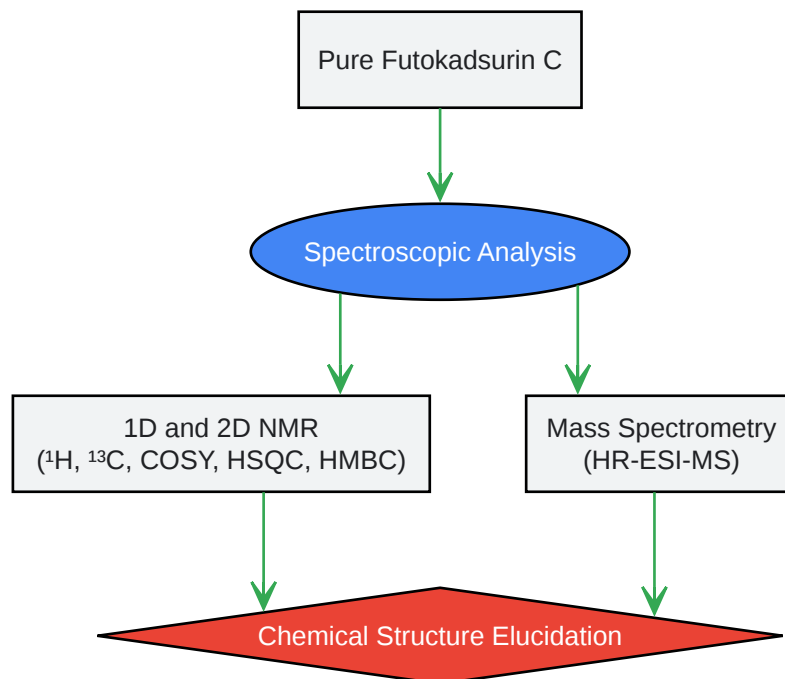 Pure Futokadsurin C
Spectroscopic Analysis
1D and 2D NMR
(¹H, ¹³C, COSY, HSQC, HMBC)
Mass Spectrometry
(HR-ESI-MS)
Chemical Structure Elucidation